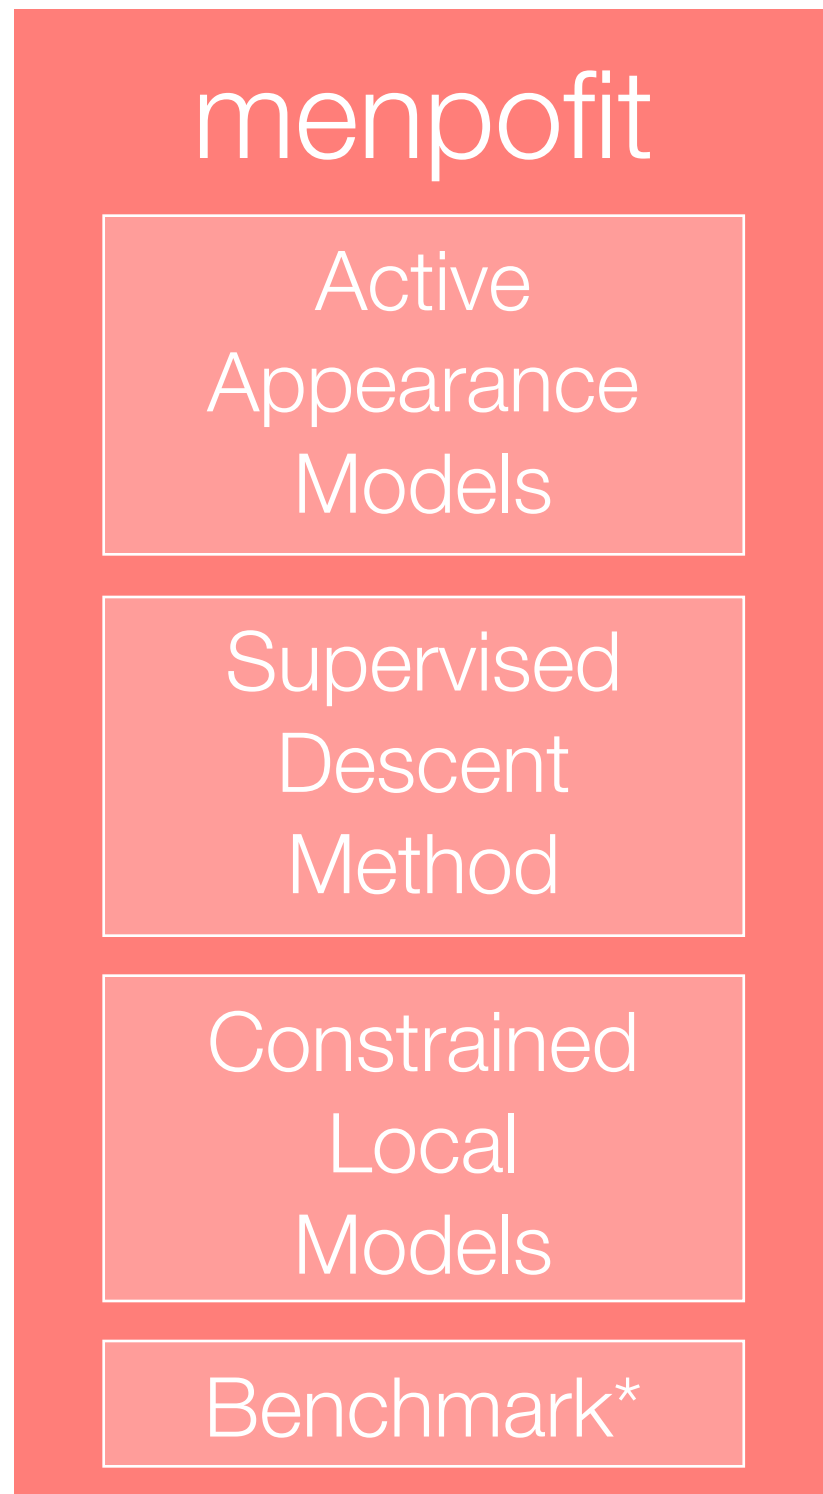 menpofit
Active
Appearance
Models
Supervised
Descent
Method
Constrained
Local
Models
Benchmark*